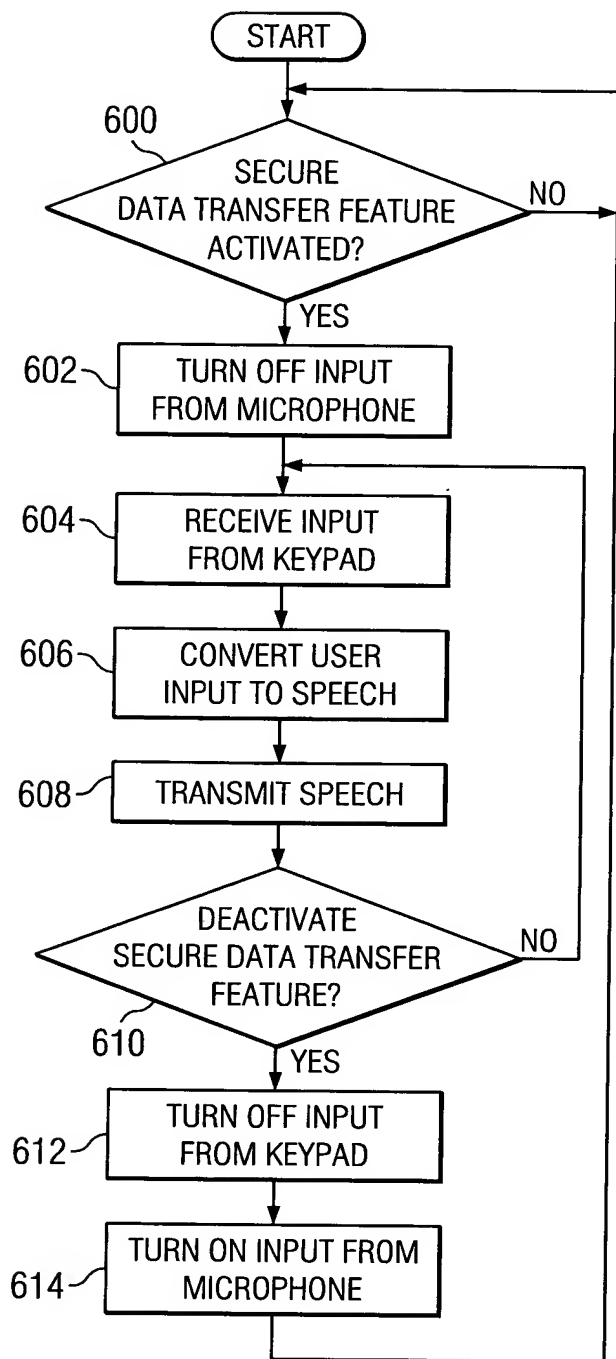 START
600
SECURE
DATA TRANSFER FEATURE
ACTIVATED?
NO
YES
602
TURN OFF INPUT
FROM MICROPHONE
604
RECEIVE INPUT
FROM KEYPAD
606
CONVERT USER
INPUT TO SPEECH
608
TRANSMIT SPEECH
DEACTIVATE
SECURE DATA TRANSFER
FEATURE?
NO
610
YES
612
TURN OFF INPUT
FROM KEYPAD
614
TURN ON INPUT FROM
MICROPHONE